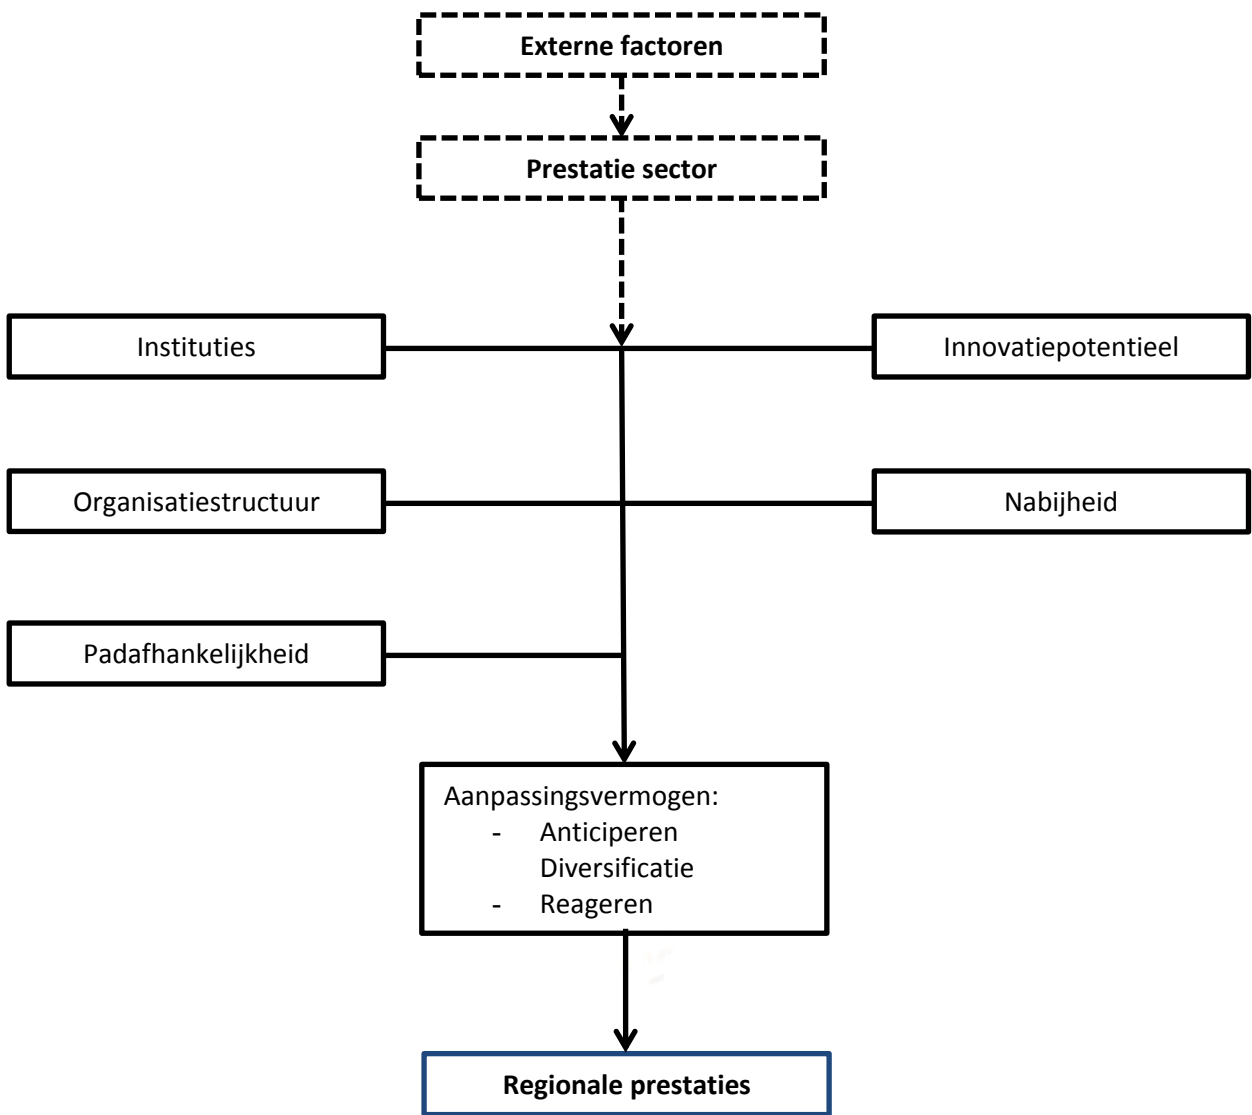 Externe factoren
Prestatie sector
Instituties
Innovatiepotentieel
Organisatiestructuur
Nabijheid
Padafhankelijkheid
Aanpassingsvermogen:
- Anticiperen
Diversificatie
- Reageren
Regionale prestaties